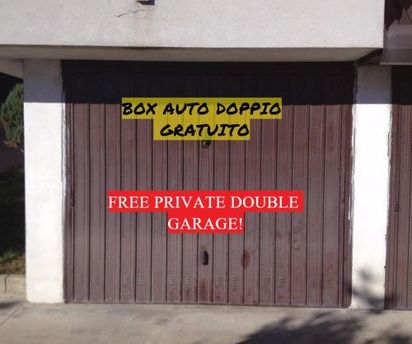 BOX AUTO DOPPIO
GRATUITO
FREE PRIVATE DOUBLE
GARAGE!